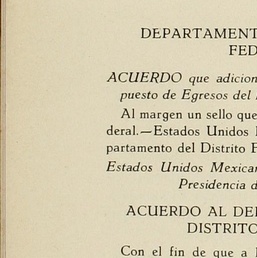 DEPARTAMENT
FED
ACUERDO que adicion
puesto de Egresos del
Al margen un sello que
deral.—Estados Unidos
partamento del Distrito F
Estados Unidos Mexican
Presidencia d
ACUERDO AL DE
DISTRITO
Con el fin de que a